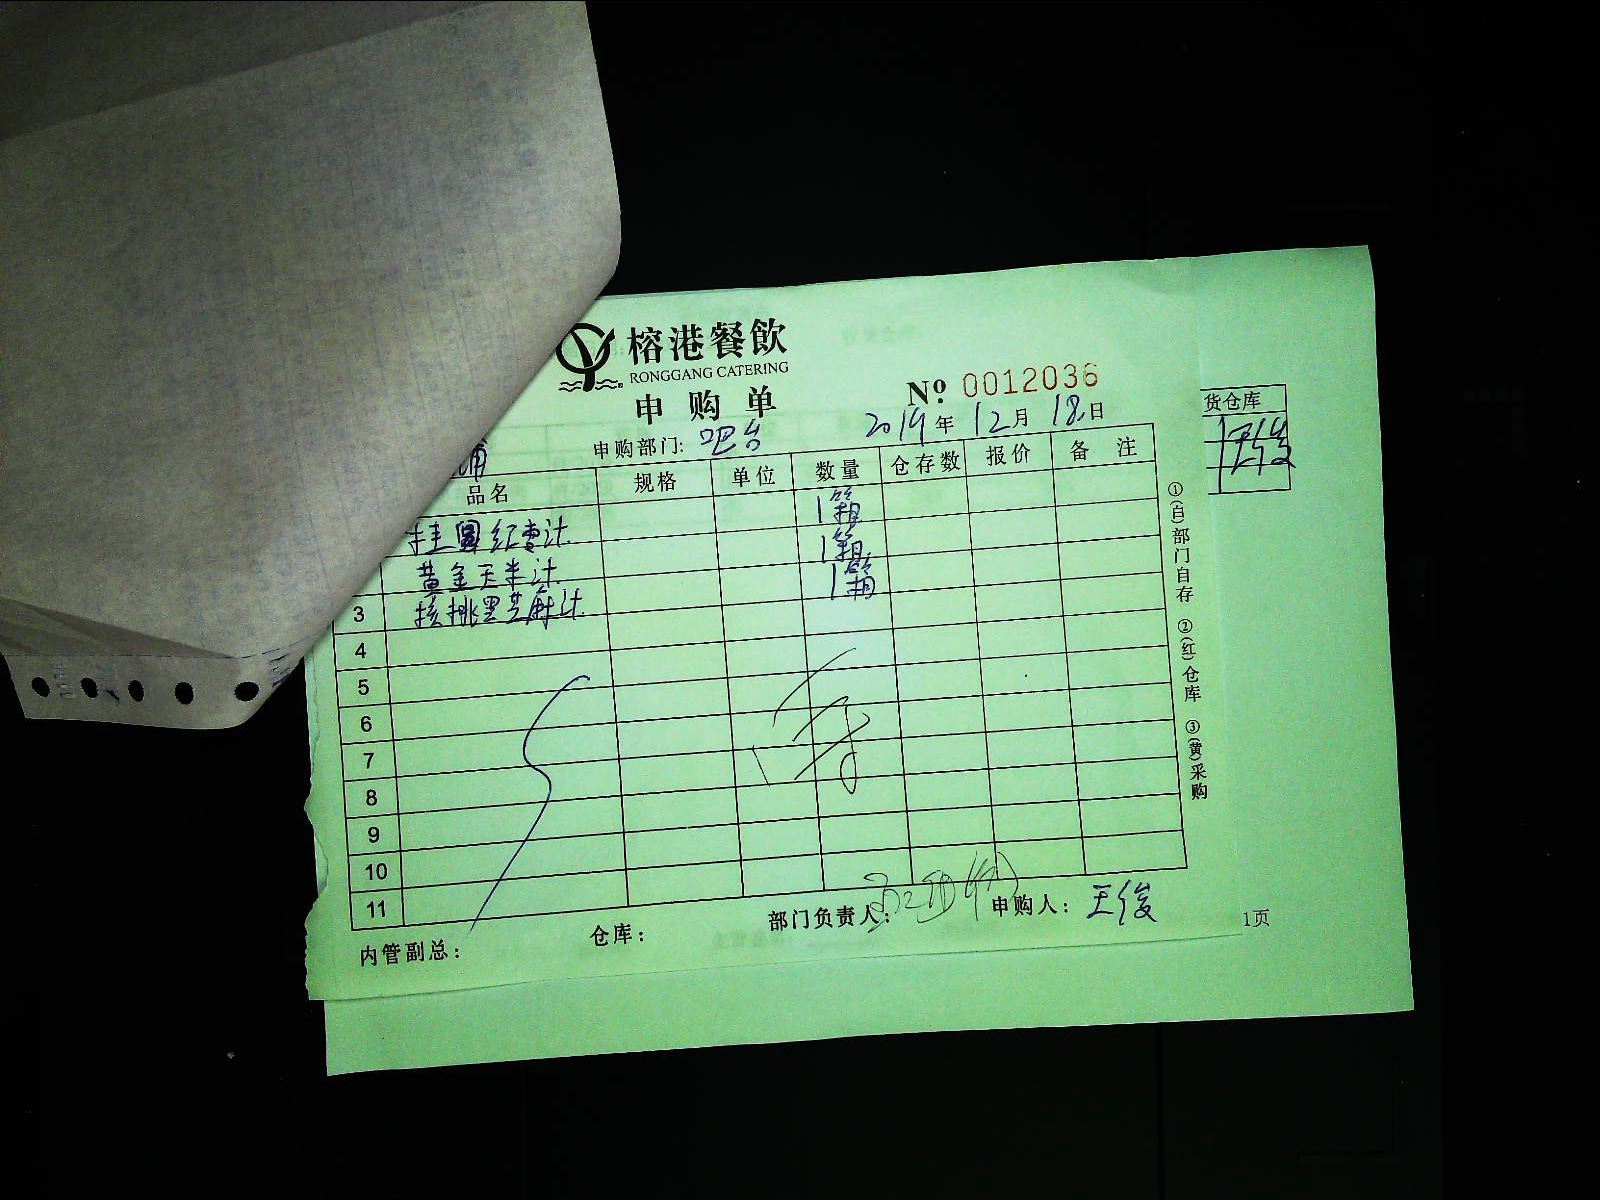 榕港餐飲
RONGGANG CATERING
申购单
№ 0012036
申购部门: 吧台 2019年12月18日
品名 规格 单位 数量 仓存数 报价 备注
桂圆红枣汁 1箱
黄金玉米汁 1箱
3 核桃黑芝麻汁 1箱
4
5
6
7
8
9
10
11
内管副总: 仓库: 部门负责人: 申购人: 王俊
①(白)部门自存 ②(红)仓库 ③(黄)采购
货仓库
王俊
1页